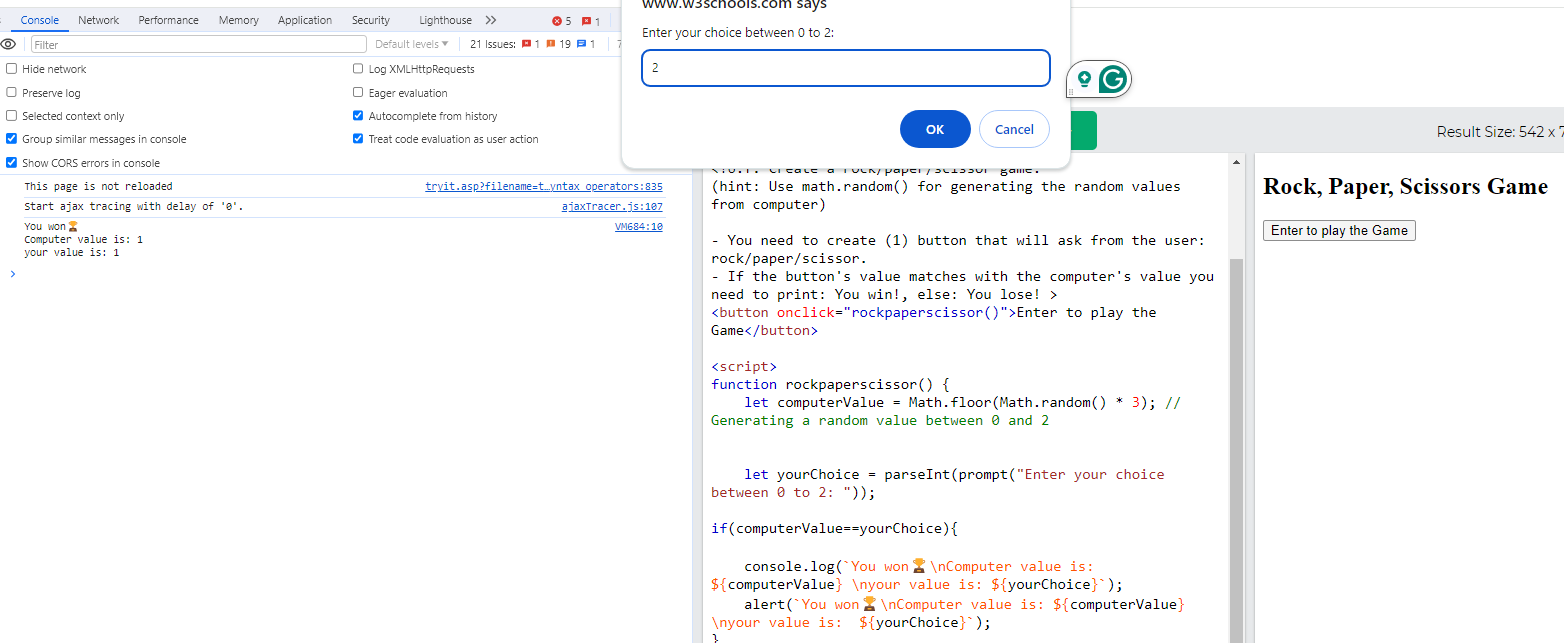 Console Network Performance Memory Application Security Lighthouse 5 1
Filter Default levels ▼ 21 Issues: 1 19 1
Hide network
Log XMLHttpRequests
Preserve log
Eager evaluation
Selected context only
Autocomplete from history
Group similar messages in console
Treat code evaluation as user action
Show CORS errors in console
This page is not reloaded tryit.asp?filename=t…yntax_operators:835
Start ajax tracing with delay of '0'. ajaxTracer.js:107
You won🏆 VM684:10
Computer value is: 1
your value is: 1
www.w3schools.com says
Enter your choice between 0 to 2:
2
OK Cancel
Result Size: 542 x 7
(hint: Use math.random() for generating the random values
from computer)
- You need to create (1) button that will ask from the user:
rock/paper/scissor.
- If the button's value matches with the computer's value you
need to print: You win!, else: You lose! >
<button onclick="rockpaperscissor()">Enter to play the
Game</button>
<script>
function rockpaperscissor() {
let computerValue = Math.floor(Math.random() * 3); //
Generating a random value between 0 and 2
let yourChoice = parseInt(prompt("Enter your choice
between 0 to 2: "));
if(computerValue==yourChoice){
console.log(`You won🏆\nComputer value is:
${computerValue} \nyour value is: ${yourChoice}`);
alert(`You won🏆\nComputer value is: ${computerValue}
\nyour value is:  ${yourChoice}`);
}
Rock, Paper, Scissors Game
Enter to play the Game